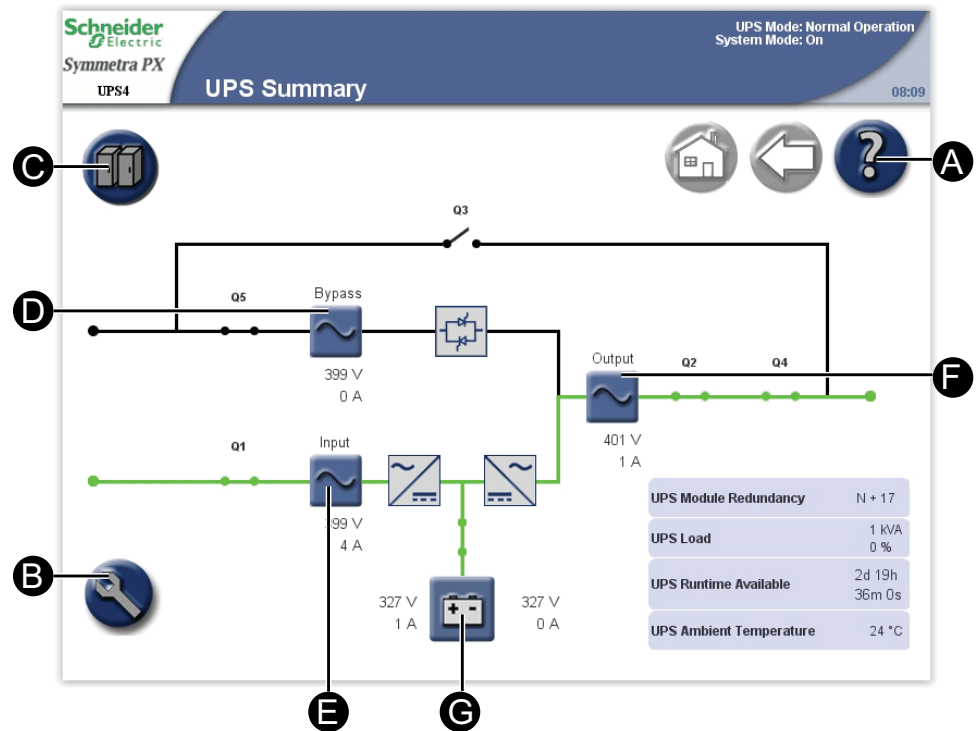 Schneider
Electric
Symmetra PX
UPS4
UPS Summary
UPS Mode: Normal Operation
System Mode: On
08:09
C
A
Q3
D
Q5
Bypass
399 V
0 A
Output
Q2
Q4
F
401 V
1 A
Q1
Input
399 V
4 A
UPS Module Redundancy N + 17
UPS Load 1 kVA
0 %
UPS Runtime Available 2d 19h
36m 0s
UPS Ambient Temperature 24 °C
B
327 V
1 A
327 V
0 A
E
G